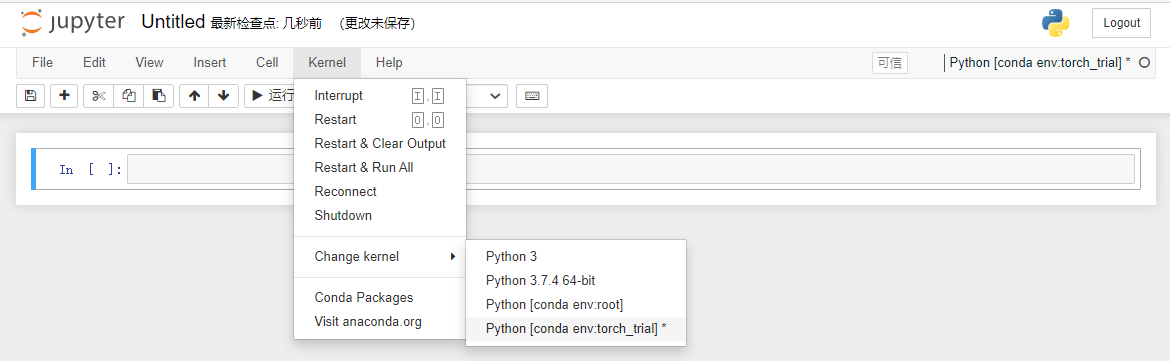 jupyter Untitled 最新检查点: 几秒前 (更改未保存) Logout
File Edit View Insert Cell Kernel Help 可信 Python [conda env:torch_trial] *
运行
Interrupt I,I
Restart 0,0
Restart & Clear Output
Restart & Run All
Reconnect
Shutdown
Change kernel
Conda Packages
Visit anaconda.org
Python 3
Python 3.7.4 64-bit
Python [conda env:root]
Python [conda env:torch_trial] *
In [ ]: